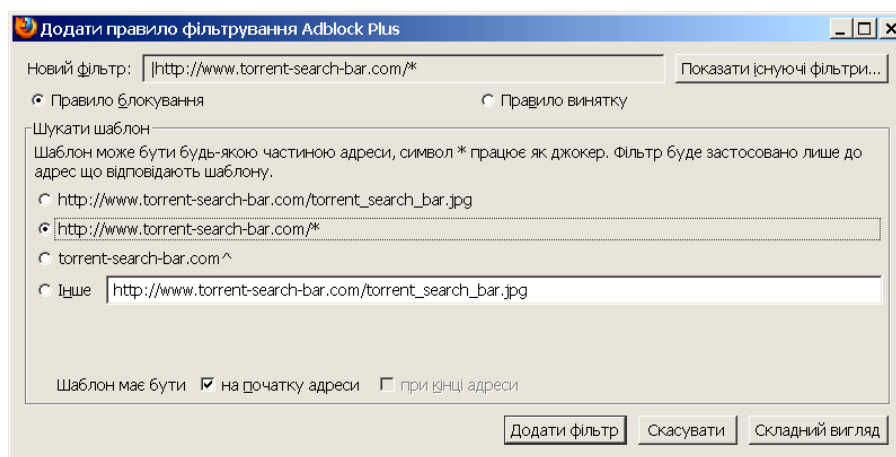 Додати правило фільтрування Adblock Plus
Новий фільтр: |http://www.torrent-search-bar.com/* Показати існуючі фільтри...
Правило блокування Правило винятку
Шукати шаблон
Шаблон може бути будь-якою частиною адреси, символ * працює як джокер. Фільтр буде застосовано лише до
адрес що відповідають шаблону.
http://www.torrent-search-bar.com/torrent_search_bar.jpg
http://www.torrent-search-bar.com/*
torrent-search-bar.com^
Інше http://www.torrent-search-bar.com/torrent_search_bar.jpg
Шаблон має бути на початку адреси при кінці адреси
Додати фільтр Скасувати Складний вигляд